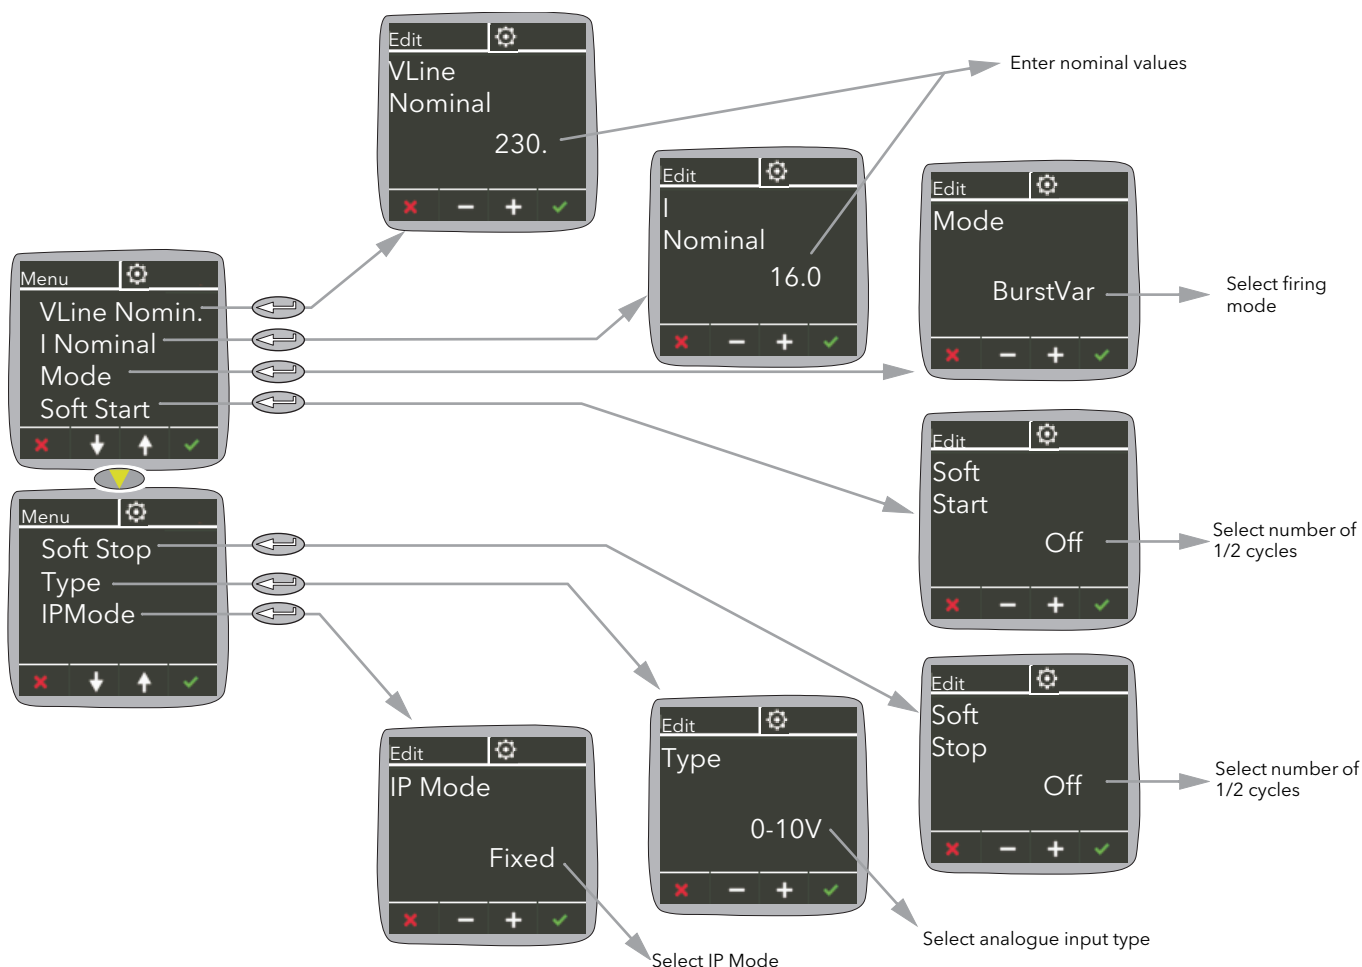 Edit
VLine
Nominal
230.
Enter nominal values
Edit
I
Nominal
16.0
Edit
Mode
BurstVar
Select firing
mode
Menu
VLine Nomin.
I Nominal
Mode
Soft Start
Edit
Soft
Start
Off
Select number of
1/2 cycles
Menu
Soft Stop
Type
IPMode
Edit
Soft
Stop
Off
Select number of
1/2 cycles
Edit
Type
0-10V
Select analogue input type
Edit
IP Mode
Fixed
Select IP Mode